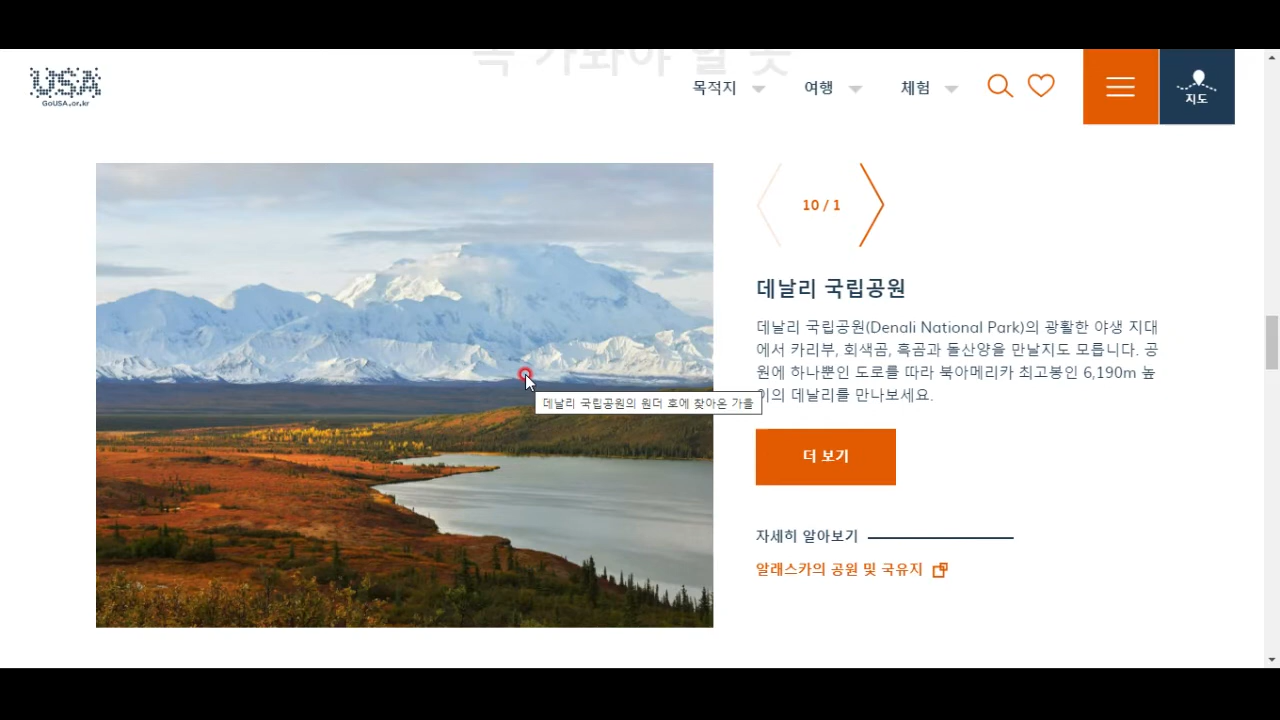 꼭 가봐야 할 곳
USA
GoUSA.or.kr
목적지
여행
체험
지도
10 / 1
데날리 국립공원
데날리 국립공원(Denali National Park)의 광활한 야생 지대
에서 카리부, 회색곰, 흑곰과 돌산양을 만날지도 모릅니다. 공
원에 하나뿐인 도로를 따라 북아메리카 최고봉인 6,190m 높
이의 데날리를 만나보세요.
데날리 국립공원의 원더 호에 찾아온 가을
더 보기
자세히 알아보기
알래스카의 공원 및 국유지